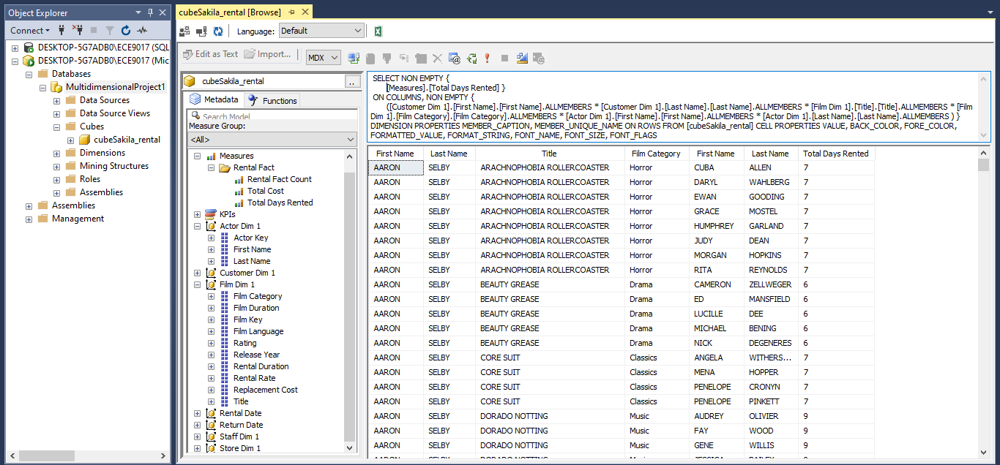 Object Explorer
Connect
DESKTOP-5G7ADB0\ECE9017 (SQL
DESKTOP-5G7ADB0\ECE9017 (Mic
Databases
MultidimensionalProject1
Data Sources
Data Source Views
Cubes
cubeSakila_rental
Dimensions
Mining Structures
Roles
Assemblies
Assemblies
Management
cubeSakila_rental [Browse]
Language: Default
Edit as Text Import... MDX
cubeSakila_rental ..
Metadata Functions
Search Model
Measure Group:
<All>
Measures
Rental Fact
Rental Fact Count
Total Cost
Total Days Rented
KPIs
Actor Dim 1
Actor Key
First Name
Last Name
Customer Dim 1
Film Dim 1
Film Category
Film Duration
Film Key
Film Language
Rating
Release Year
Rental Duration
Rental Rate
Replacement Cost
Title
Rental Date
Return Date
Staff Dim 1
Store Dim 1
SELECT NON EMPTY {
[Measures].[Total Days Rented] }
ON COLUMNS, NON EMPTY {
([Customer Dim 1].[First Name].[First Name].ALLMEMBERS * [Customer Dim 1].[Last Name].[Last Name].ALLMEMBERS * [Film Dim 1].[Title].[Title].ALLMEMBERS * [Film
Dim 1].[Film Category].[Film Category].ALLMEMBERS * [Actor Dim 1].[First Name].[First Name].ALLMEMBERS * [Actor Dim 1].[Last Name].[Last Name].ALLMEMBERS ) }
DIMENSION PROPERTIES MEMBER_CAPTION, MEMBER_UNIQUE_NAME ON ROWS FROM [cubeSakila_rental] CELL PROPERTIES VALUE, BACK_COLOR, FORE_COLOR,
FORMATTED_VALUE, FORMAT_STRING, FONT_NAME, FONT_SIZE, FONT_FLAGS
First Name Last Name Title Film Category First Name Last Name Total Days Rented
AARON SELBY ARACHNOPHOBIA ROLLERCOASTER Horror CUBA ALLEN 7
AARON SELBY ARACHNOPHOBIA ROLLERCOASTER Horror DARYL WAHLBERG 7
AARON SELBY ARACHNOPHOBIA ROLLERCOASTER Horror EWAN GOODING 7
AARON SELBY ARACHNOPHOBIA ROLLERCOASTER Horror GRACE MOSTEL 7
AARON SELBY ARACHNOPHOBIA ROLLERCOASTER Horror HUMPHREY GARLAND 7
AARON SELBY ARACHNOPHOBIA ROLLERCOASTER Horror JUDY DEAN 7
AARON SELBY ARACHNOPHOBIA ROLLERCOASTER Horror MORGAN HOPKINS 7
AARON SELBY ARACHNOPHOBIA ROLLERCOASTER Horror RITA REYNOLDS 7
AARON SELBY BEAUTY GREASE Drama CAMERON ZELLWEGER 6
AARON SELBY BEAUTY GREASE Drama ED MANSFIELD 6
AARON SELBY BEAUTY GREASE Drama LUCILLE DEE 6
AARON SELBY BEAUTY GREASE Drama MICHAEL BENING 6
AARON SELBY BEAUTY GREASE Drama NICK DEGENERES 6
AARON SELBY CORE SUIT Classics ANGELA WITHERS... 7
AARON SELBY CORE SUIT Classics MENA HOPPER 7
AARON SELBY CORE SUIT Classics PENELOPE CRONYN 7
AARON SELBY CORE SUIT Classics PENELOPE PINKETT 7
AARON SELBY DORADO NOTTING Music AUDREY OLIVIER 9
AARON SELBY DORADO NOTTING Music FAY WOOD 9
AARON SELBY DORADO NOTTING Music GENE WILLIS 9
AARON SELBY DORADO NOTTING Music JESSICA BAILEY 9